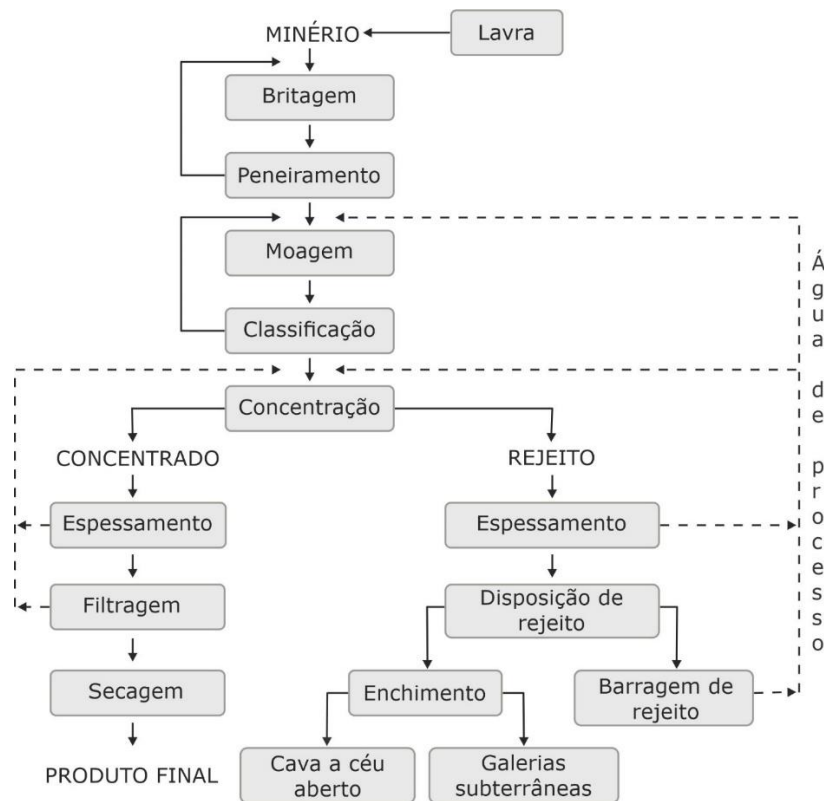 MINÉRIO
Lavra
Britagem
Peneiramento
Moagem
Classificação
Concentração
CONCENTRADO
REJEITO
Espessamento
Espessamento
Filtragem
Disposição de
rejeito
Secagem
Enchimento
Barragem de
rejeito
PRODUTO FINAL
Cava a céu
aberto
Galerias
subterrâneas
Água de processso